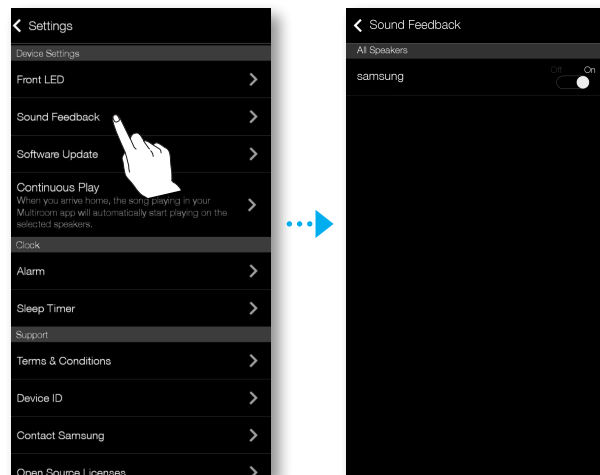 Settings
Device Settings
Front LED
Sound Feedback
Software Update
Continuous Play
When you arrive home, the song playing in your
Multiroom app will automatically start playing on the
selected speakers.
Clock
Alarm
Sleep Timer
Support
Terms & Conditions
Device ID
Contact Samsung
Open Source Licenses
Sound Feedback
All Speakers
samsung
Off On